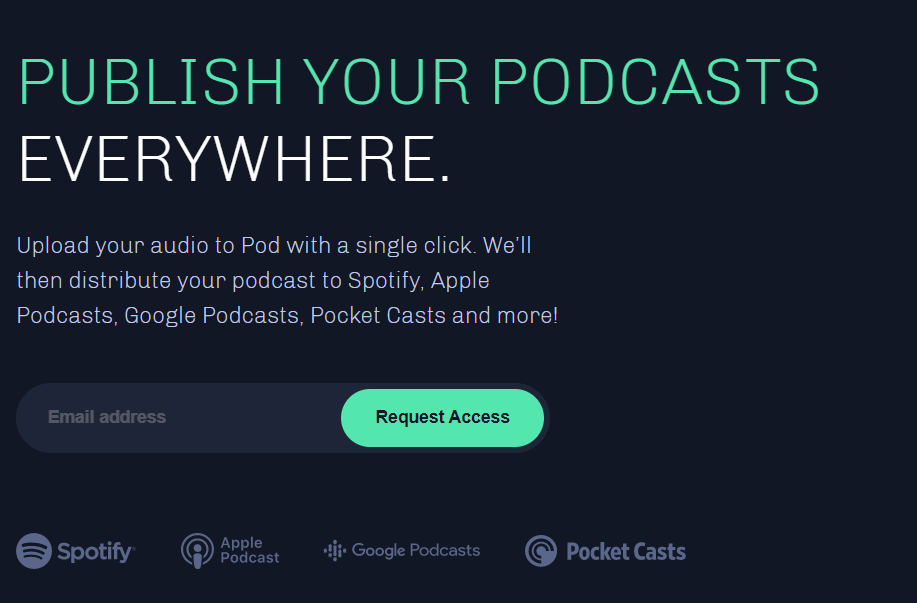 PUBLISH YOUR PODCASTS
EVERYWHERE.
Upload your audio to Pod with a single click. We’ll
then distribute your podcast to Spotify, Apple
Podcasts, Google Podcasts, Pocket Casts and more!
Email address
Request Access
Spotify
Apple
Podcast
Google Podcasts
Pocket Casts